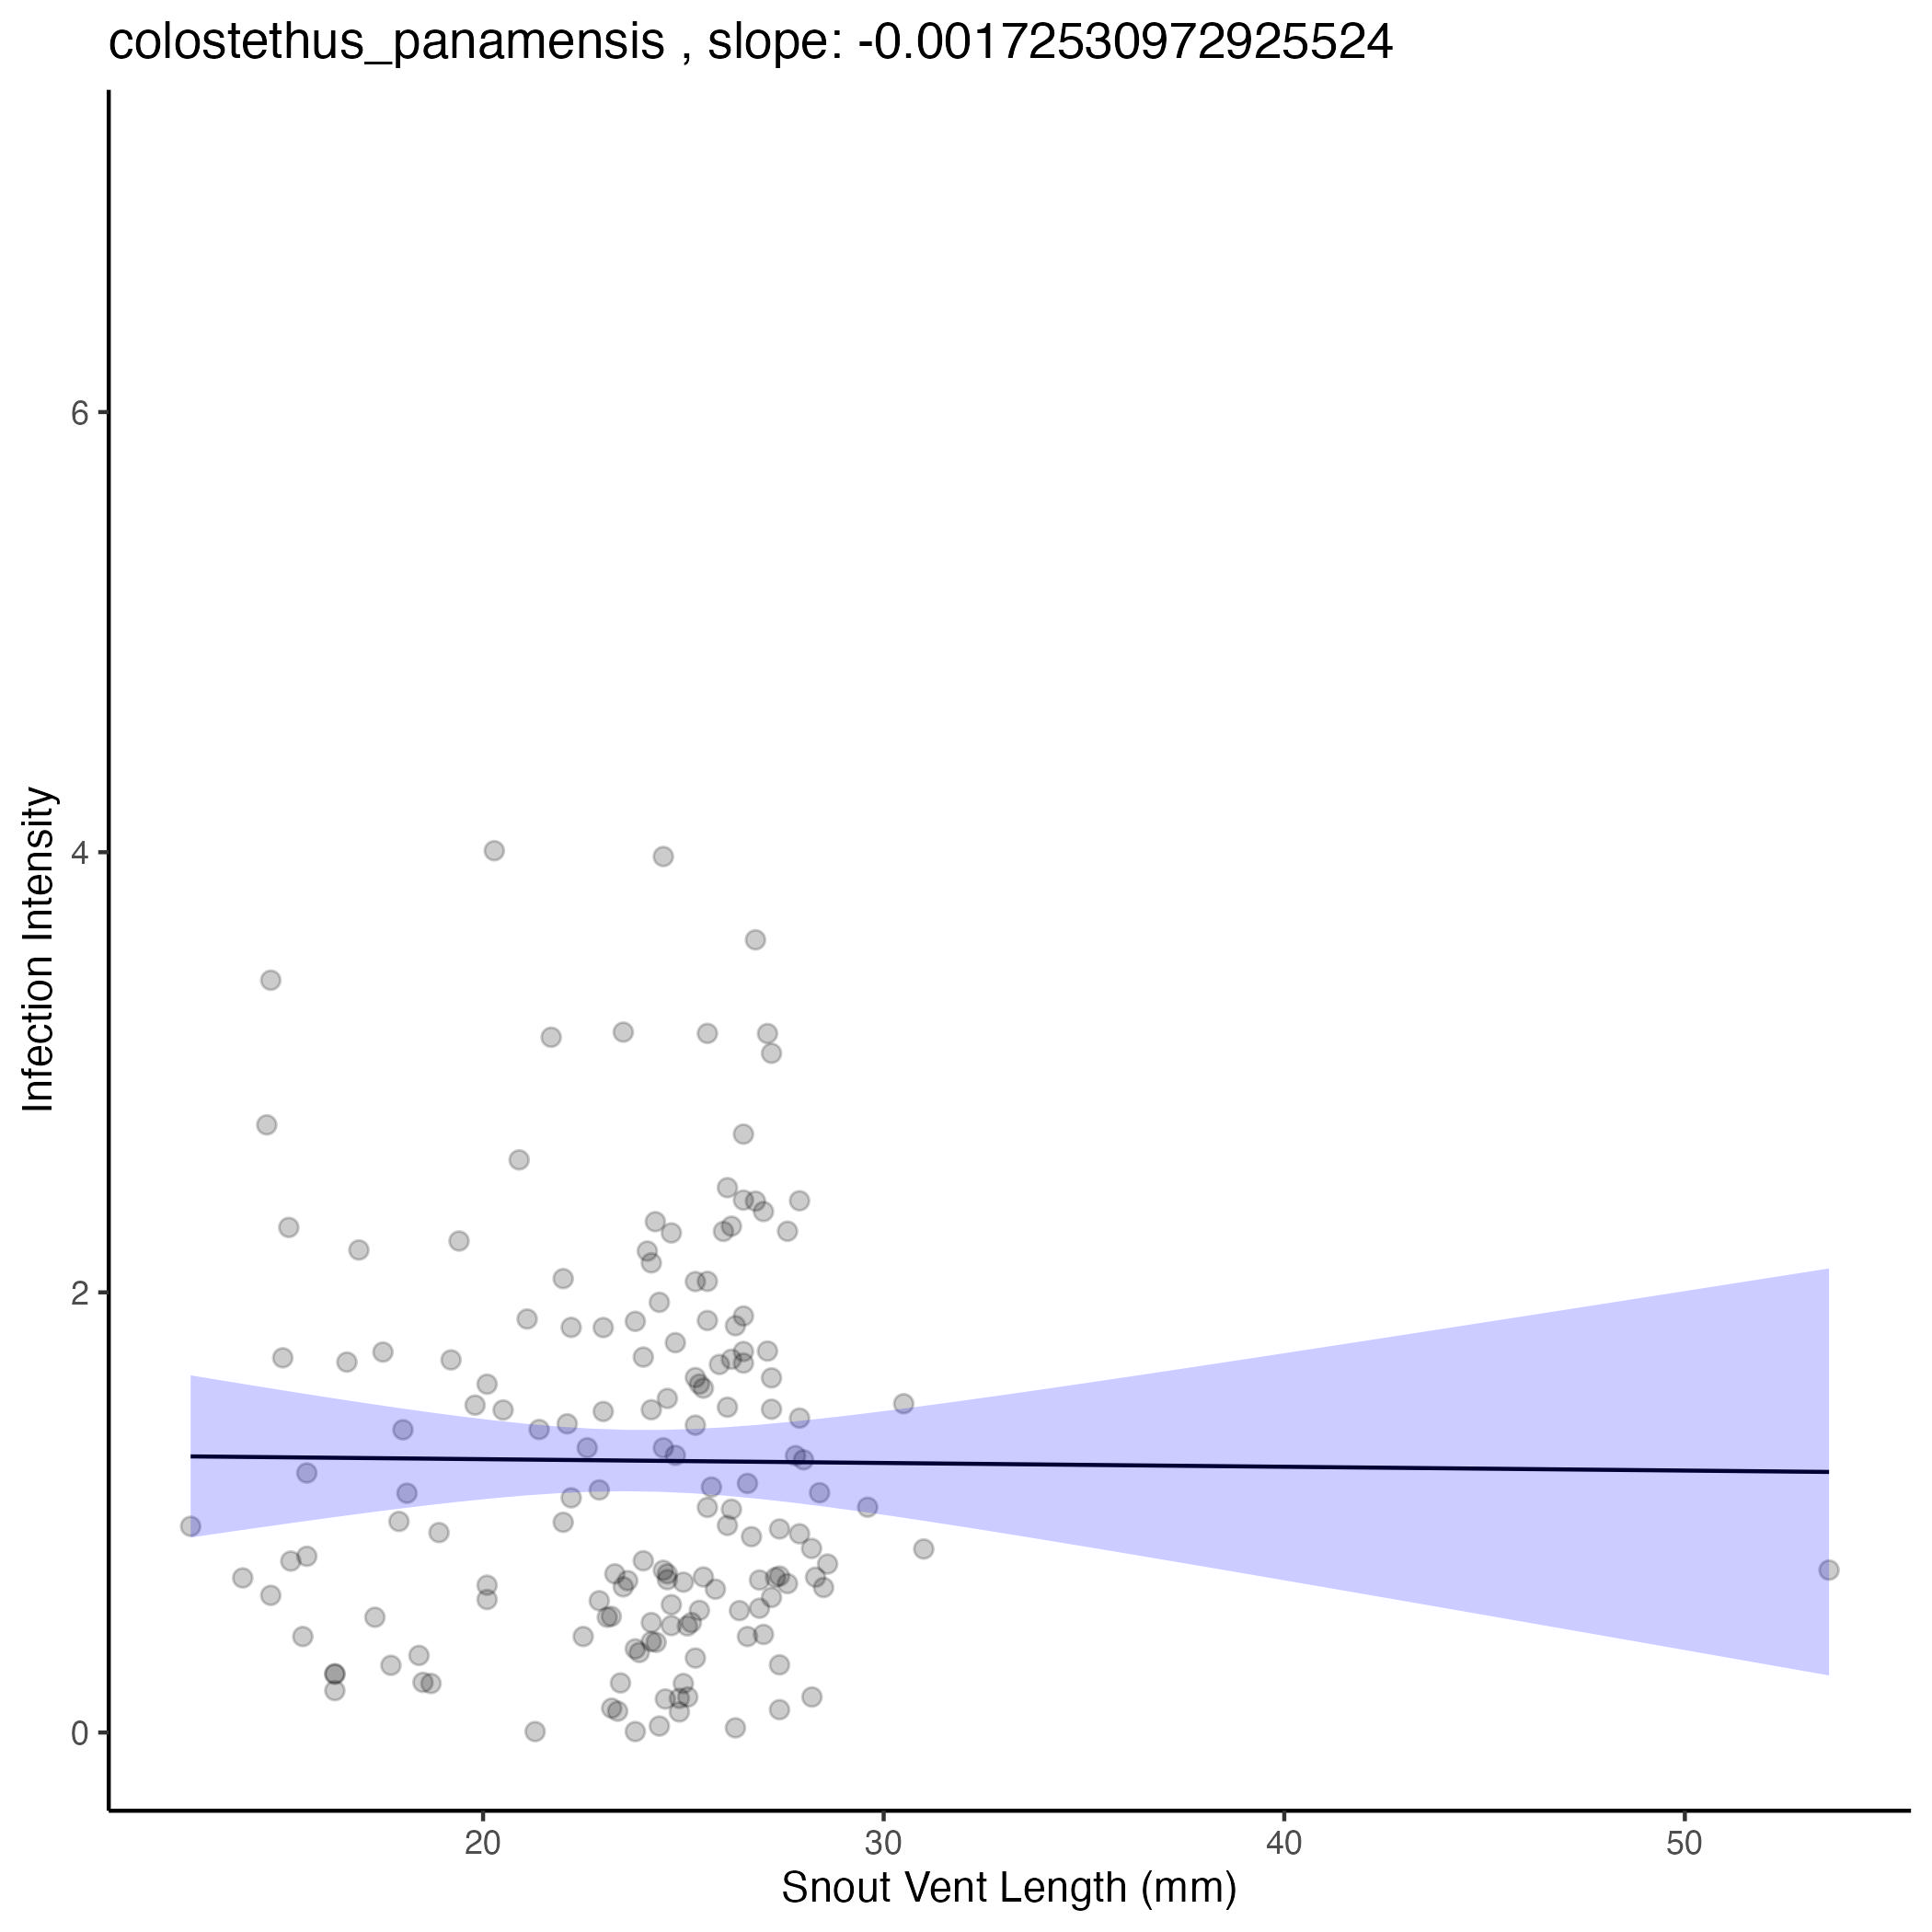 colostethus_panamensis , slope: -0.00172530972925524
Infection Intensity
6
4
2
0
20 30 40 50
Snout Vent Length (mm)